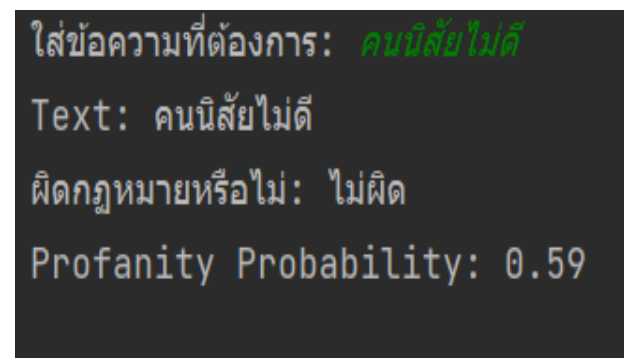 ใส่ข้อความที่ต้องการ: คนนิสัยไม่ดี
Text: คนนิสัยไม่ดี
ผิดกฎหมายหรือไม่: ไม่ผิด
Profanity Probability: 0.59